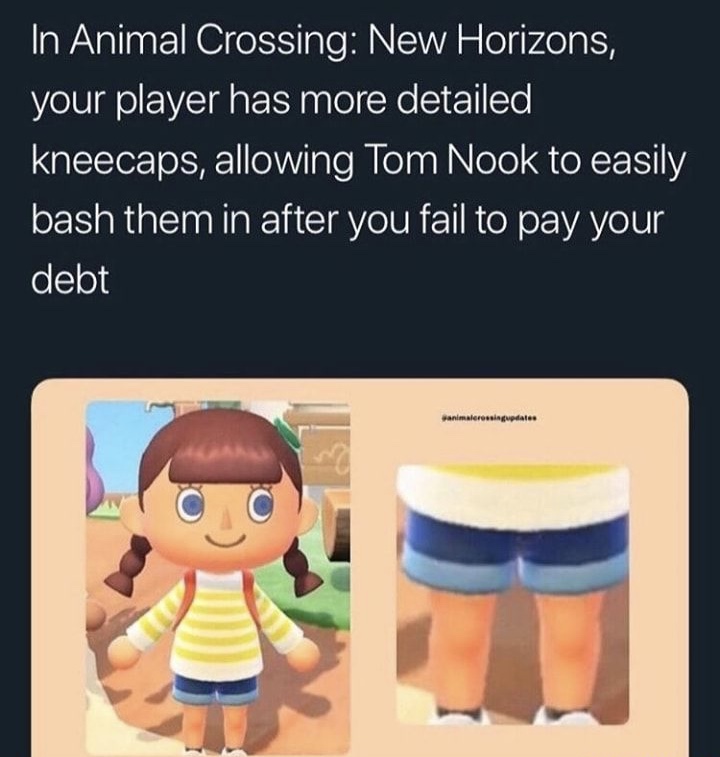 In Animal Crossing: New Horizons,
your player has more detailed
kneecaps, allowing Tom Nook to easily
bash them in after you fail to pay your
debt
@animalcrossingupdates